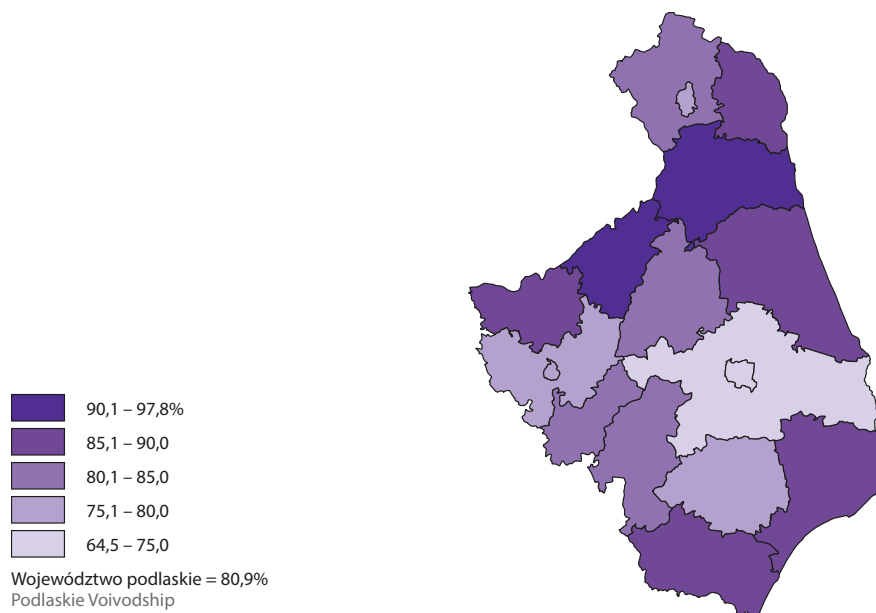 90,1 – 97,8%
85,1 – 90,0
80,1 – 85,0
75,1 – 80,0
64,5 – 75,0
Województwo podlaskie = 80,9%
Podlaskie Voivodship